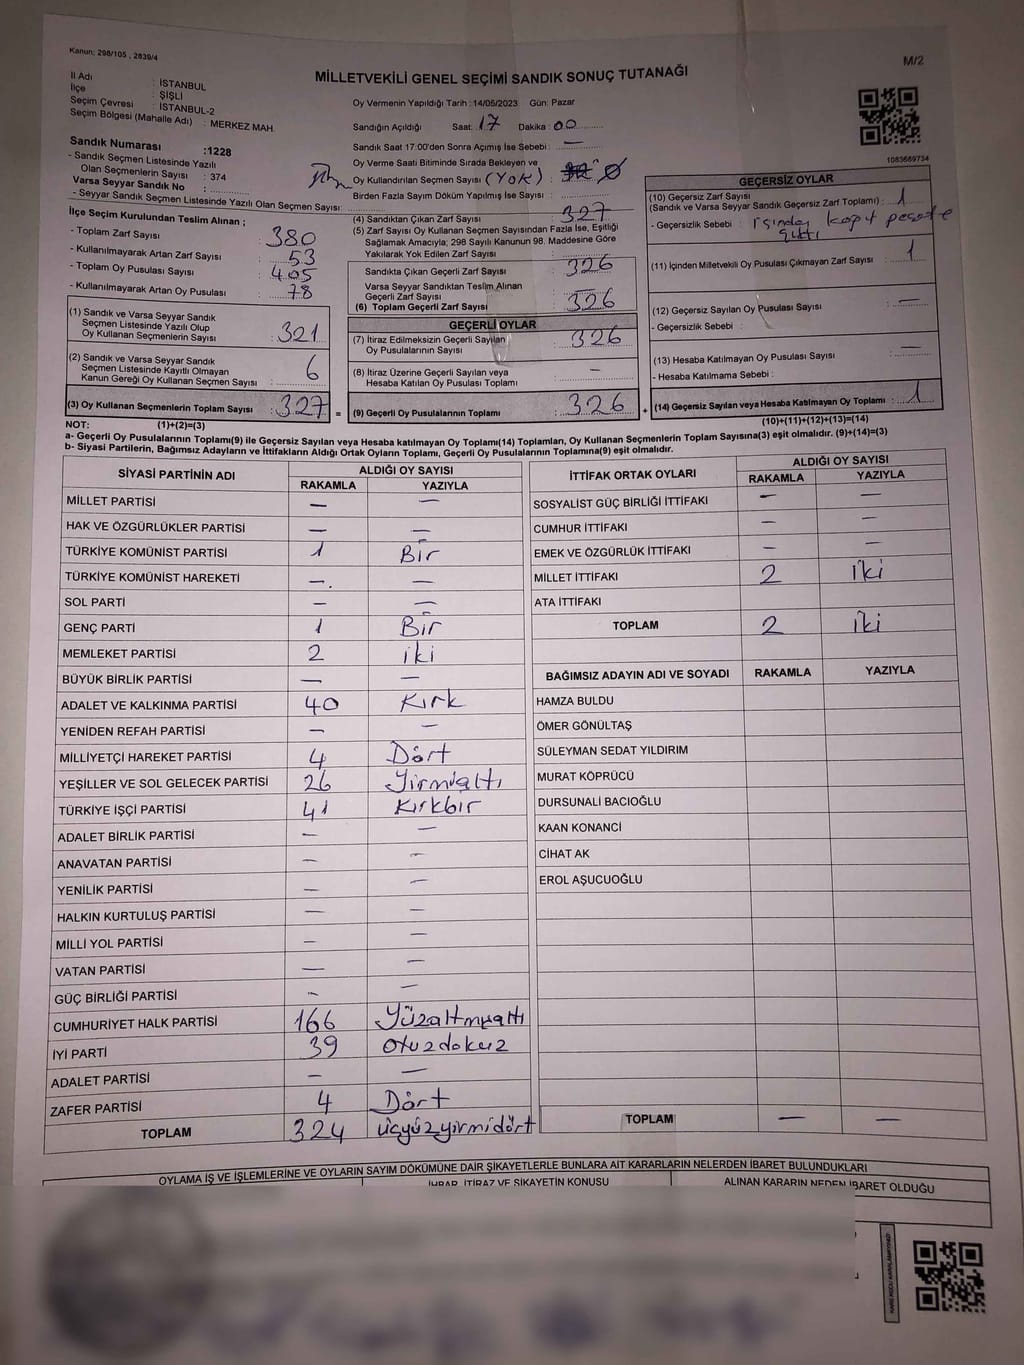 Kanun: 298/105 , 2839/4
M/2
MİLLETVEKİLİ GENEL SEÇİMİ SANDIK SONUÇ TUTANAĞI
İl Adı : İSTANBUL
İlçe : ŞİŞLİ
Seçim Çevresi : İSTANBUL-2
Seçim Bölgesi (Mahalle Adı) : MERKEZ MAH.
Sandık Numarası :1228
- Sandık Seçmen Listesinde Yazılı
Olan Seçmenlerin Sayısı : 374
Varsa Seyyar Sandık No :
- Seyyar Sandık Seçmen Listesinde Yazılı Olan Seçmen Sayısı:
İlçe Seçim Kurulundan Teslim Alınan ;
- Toplam Zarf Sayısı : 380
- Kullanılmayarak Artan Zarf Sayısı : 53
- Toplam Oy Pusulası Sayısı : 405
- Kullanılmayarak Artan Oy Pusulası : 78
(1) Sandık ve Varsa Seyyar Sandık
Seçmen Listesinde Yazılı Olup
Oy Kullanan Seçmenlerin Sayısı : 321
(2) Sandık ve Varsa Seyyar Sandık
Seçmen Listesinde Kayıtlı Olmayan
Kanun Gereği Oy Kullanan Seçmen Sayısı : 6
(3) Oy Kullanan Seçmenlerin Toplam Sayısı : 327
(1)+(2)=(3)
Oy Vermenin Yapıldığı Tarih : 14/05/2023 Gün: Pazar
Sandığın Açıldığı Saat: 17 Dakika : 00
Sandık Saat 17:00'den Sonra Açımış İse Sebebi : —
Oy Verme Saati Bitiminde Sırada Bekleyen ve
Oy Kullandırılan Seçmen Sayısı (YOK) : Ø
Birden Fazla Sayım Döküm Yapılmış İse Sayısı :
(4) Sandıktan Çıkan Zarf Sayısı : 327
(5) Zarf Sayısı Oy Kullanan Seçmen Sayısından Fazla İse, Eşitliği
Sağlamak Amacıyla; 298 Sayılı Kanunun 98. Maddesine Göre
Yakılarak Yok Edilen Zarf Sayısı :
Sandıkta Çıkan Geçerli Zarf Sayısı : 326
Varsa Seyyar Sandıktan Teslim Alınan
Geçerli Zarf Sayısı :
(6) Toplam Geçerli Zarf Sayısı : 326
GEÇERLİ OYLAR
(7) İtiraz Edilmeksizin Geçerli Sayılan
Oy Pusulalarının Sayısı : 326
(8) İtiraz Üzerine Geçerli Sayılan veya
Hesaba Katılan Oy Pusulası Toplamı : —
= (9) Geçerli Oy Pusulalarının Toplamı : 326
1083669734
GEÇERSİZ OYLAR
(10) Geçersiz Zarf Sayısı
(Sandık ve Varsa Seyyar Sandık Geçersiz Zarf Toplamı) : 1
- Geçersizlik Sebebi :
(11) İçinden Milletvekili Oy Pusulası Çıkmayan Zarf Sayısı : 1
(12) Geçersiz Sayılan Oy Pusulası Sayısı : —
- Geçersizlik Sebebi :
(13) Hesaba Katılmayan Oy Pusulası Sayısı : —
- Hesaba Katılmama Sebebi :
+ (14) Geçersiz Sayılan veya Hesaba Katılmayan Oy Toplamı : 1
(10)+(11)+(12)+(13)=(14)
NOT:
a- Geçerli Oy Pusulalarının Toplamı(9) ile Geçersiz Sayılan veya Hesaba katılmayan Oy Toplamı(14) Toplamları, Oy Kullanan Seçmenlerin Toplam Sayısına(3) eşit olmalıdır. (9)+(14)=(3)
b- Siyasi Partilerin, Bağımsız Adayların ve İttifakların Aldığı Ortak Oyların Toplamı, Geçerli Oy Pusulalarının Toplamına(9) eşit olmalıdır.
SİYASİ PARTİNİN ADI ALDIĞI OY SAYISI
RAKAMLA YAZIYLA
MİLLET PARTİSİ — —
HAK VE ÖZGÜRLÜKLER PARTİSİ — —
TÜRKİYE KOMÜNİST PARTİSİ 1 Bir
TÜRKİYE KOMÜNİST HAREKETİ — —
SOL PARTİ — —
GENÇ PARTİ 1 Bir
MEMLEKET PARTİSİ 2 iki
BÜYÜK BİRLİK PARTİSİ — —
ADALET VE KALKINMA PARTİSİ 40 Kırk
YENİDEN REFAH PARTİSİ — —
MİLLİYETÇİ HAREKET PARTİSİ 4 Dört
YEŞİLLER VE SOL GELECEK PARTİSİ 26 Yirmialtı
TÜRKİYE İŞÇİ PARTİSİ 41 Kırkbir
ADALET BİRLİK PARTİSİ — —
ANAVATAN PARTİSİ — —
YENİLİK PARTİSİ — —
HALKIN KURTULUŞ PARTİSİ — —
MİLLİ YOL PARTİSİ — —
VATAN PARTİSİ — —
GÜÇ BİRLİĞİ PARTİSİ — —
CUMHURİYET HALK PARTİSİ 166 Yüzaltmışaltı
İYİ PARTİ 39 Otuzdokuz
ADALET PARTİSİ — —
ZAFER PARTİSİ 4 Dört
TOPLAM 324 üçyüzyirmidört
İTTİFAK ORTAK OYLARI ALDIĞI OY SAYISI
RAKAMLA YAZIYLA
SOSYALİST GÜÇ BİRLİĞİ İTTİFAKI — —
CUMHUR İTTİFAKI — —
EMEK VE ÖZGÜRLÜK İTTİFAKI — —
MİLLET İTTİFAKI 2 iki
ATA İTTİFAKI
TOPLAM 2 iki
BAĞIMSIZ ADAYIN ADI VE SOYADI RAKAMLA YAZIYLA
HAMZA BULDU
ÖMER GÖNÜLTAŞ
SÜLEYMAN SEDAT YILDIRIM
MURAT KÖPRÜCÜ
DURSUNALİ BACIOĞLU
KAAN KONANCİ
CİHAT AK
EROL AŞUCUOĞLU
TOPLAM — —
OYLAMA İŞ VE İŞLEMLERİNE VE OYLARIN SAYIM DÖKÜMÜNE DAİR ŞİKAYETLERLE BUNLARA AİT KARARLARIN NELERDEN İBARET BULUNDUKLARI
İHBAR, İTİRAZ VE ŞİKAYETİN KONUSU ALINAN KARARIN NEDEN İBARET OLDUĞU